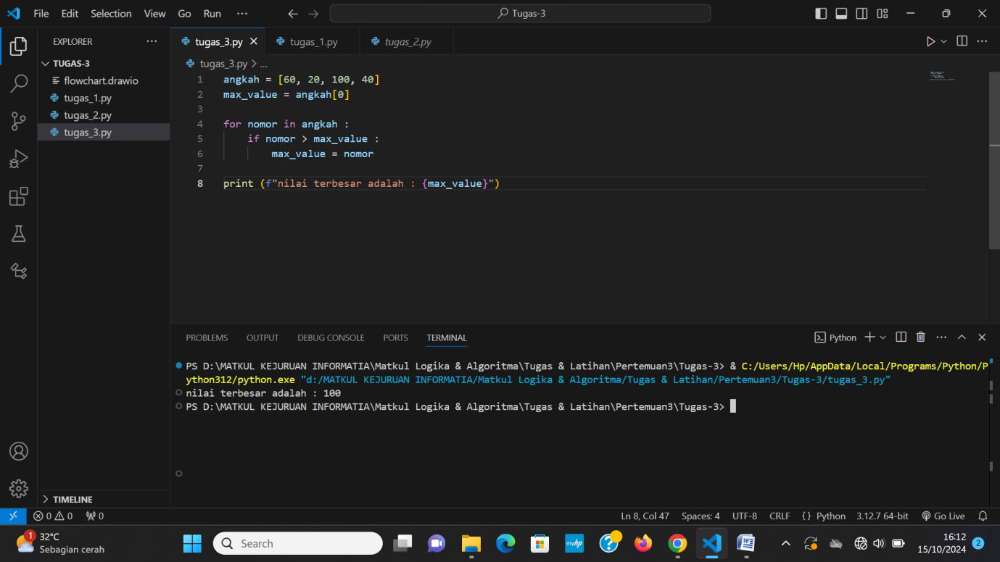 File Edit Selection View Go Run ··· Tugas-3
EXPLORER ···
TUGAS-3
flowchart.drawio
tugas_1.py
tugas_2.py
tugas_3.py
tugas_3.py tugas_1.py tugas_2.py
tugas_3.py > ...
1 angkah = [60, 20, 100, 40]
2 max_value = angkah[0]
3
4 for nomor in angkah :
5     if nomor > max_value :
6         max_value = nomor
7
8 print (f"nilai terbesar adalah : {max_value}")
PROBLEMS OUTPUT DEBUG CONSOLE PORTS TERMINAL Python
PS D:\MATKUL KEJURUAN INFORMATIA\Matkul Logika & Algoritma\Tugas & Latihan\Pertemuan3\Tugas-3> & C:/Users/Hp/AppData/Local/Programs/Python/P
ython312/python.exe "d:/MATKUL KEJURUAN INFORMATIA/Matkul Logika & Algoritma/Tugas & Latihan/Pertemuan3/Tugas-3/tugas_3.py"
nilai terbesar adalah : 100
PS D:\MATKUL KEJURUAN INFORMATIA\Matkul Logika & Algoritma\Tugas & Latihan\Pertemuan3\Tugas-3>
TIMELINE
0 0 0 Ln 8, Col 47 Spaces: 4 UTF-8 CRLF {} Python 3.12.7 64-bit Go Live
1 32°C
Sebagian cerah
Search
myhp
16:12
15/10/2024
2